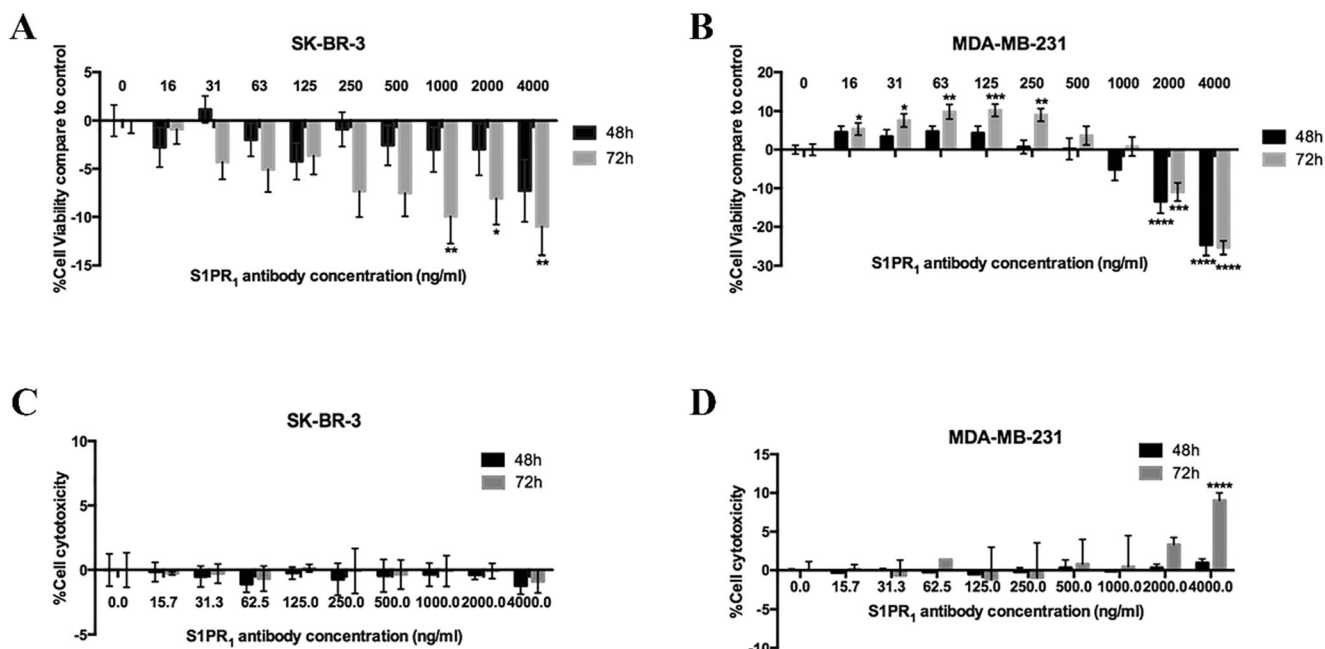 A
SK-BR-3
%Cell Viability compare to control
5
0
-5
-10
-15
0 16 31 63 125 250 500 1000 2000 4000
48h
72h
** * **
S1PR1 antibody concentration (ng/ml)
B
MDA-MB-231
%Cell Viability compare to control
20
10
0
-10
-20
-30
0 16 31 63 125 250 500 1000 2000 4000
* * ** *** **
48h
72h
**** *** **** ****
S1PR1 antibody concentration (ng/ml)
C
SK-BR-3
%Cell cytotoxicity
10
5
0
-5
48h
72h
0.0 15.7 31.3 62.5 125.0 250.0 500.0 1000.0 2000.0 4000.0
S1PR1 antibody concentration (ng/ml)
D
MDA-MB-231
%Cell cytotoxicity
15
10
5
0
-5
-10
48h
72h
****
0.0 15.7 31.3 62.5 125.0 250.0 500.0 1000.0 2000.0 4000.0
S1PR1 antibody concentration (ng/ml)